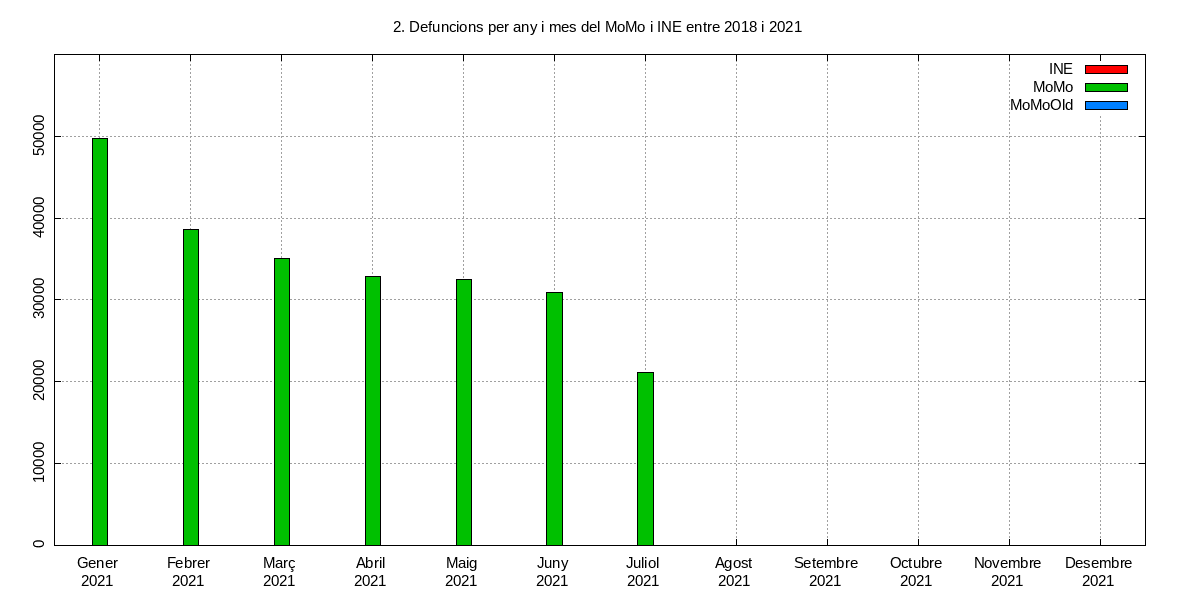 2. Defuncions per any i mes del MoMo i INE entre 2018 i 2021
INE
MoMo
MoMoOld
50000
40000
30000
20000
10000
0
Gener Febrer Març Abril Maig Juny Juliol Agost Setembre Octubre Novembre Desembre
2021 2021 2021 2021 2021 2021 2021 2021 2021 2021 2021 2021